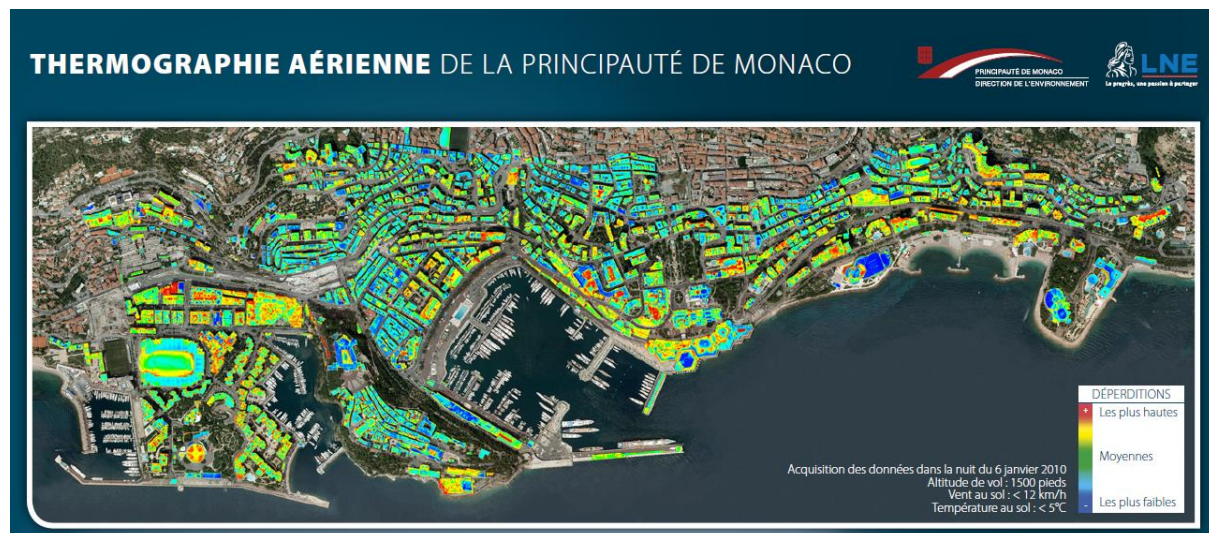 THERMOGRAPHIE AÉRIENNE DE LA PRINCIPAUTÉ DE MONACO
PRINCIPAUTÉ DE MONACO
DIRECTION DE L'ENVIRONNEMENT
LNE
Le progrès, une passion à partager
DÉPERDITIONS
+ Les plus hautes
Moyennes
- Les plus faibles
Acquisition des données dans la nuit du 6 janvier 2010
Altitude de vol : 1500 pieds
Vent au sol : < 12 km/h
Température au sol : < 5°C